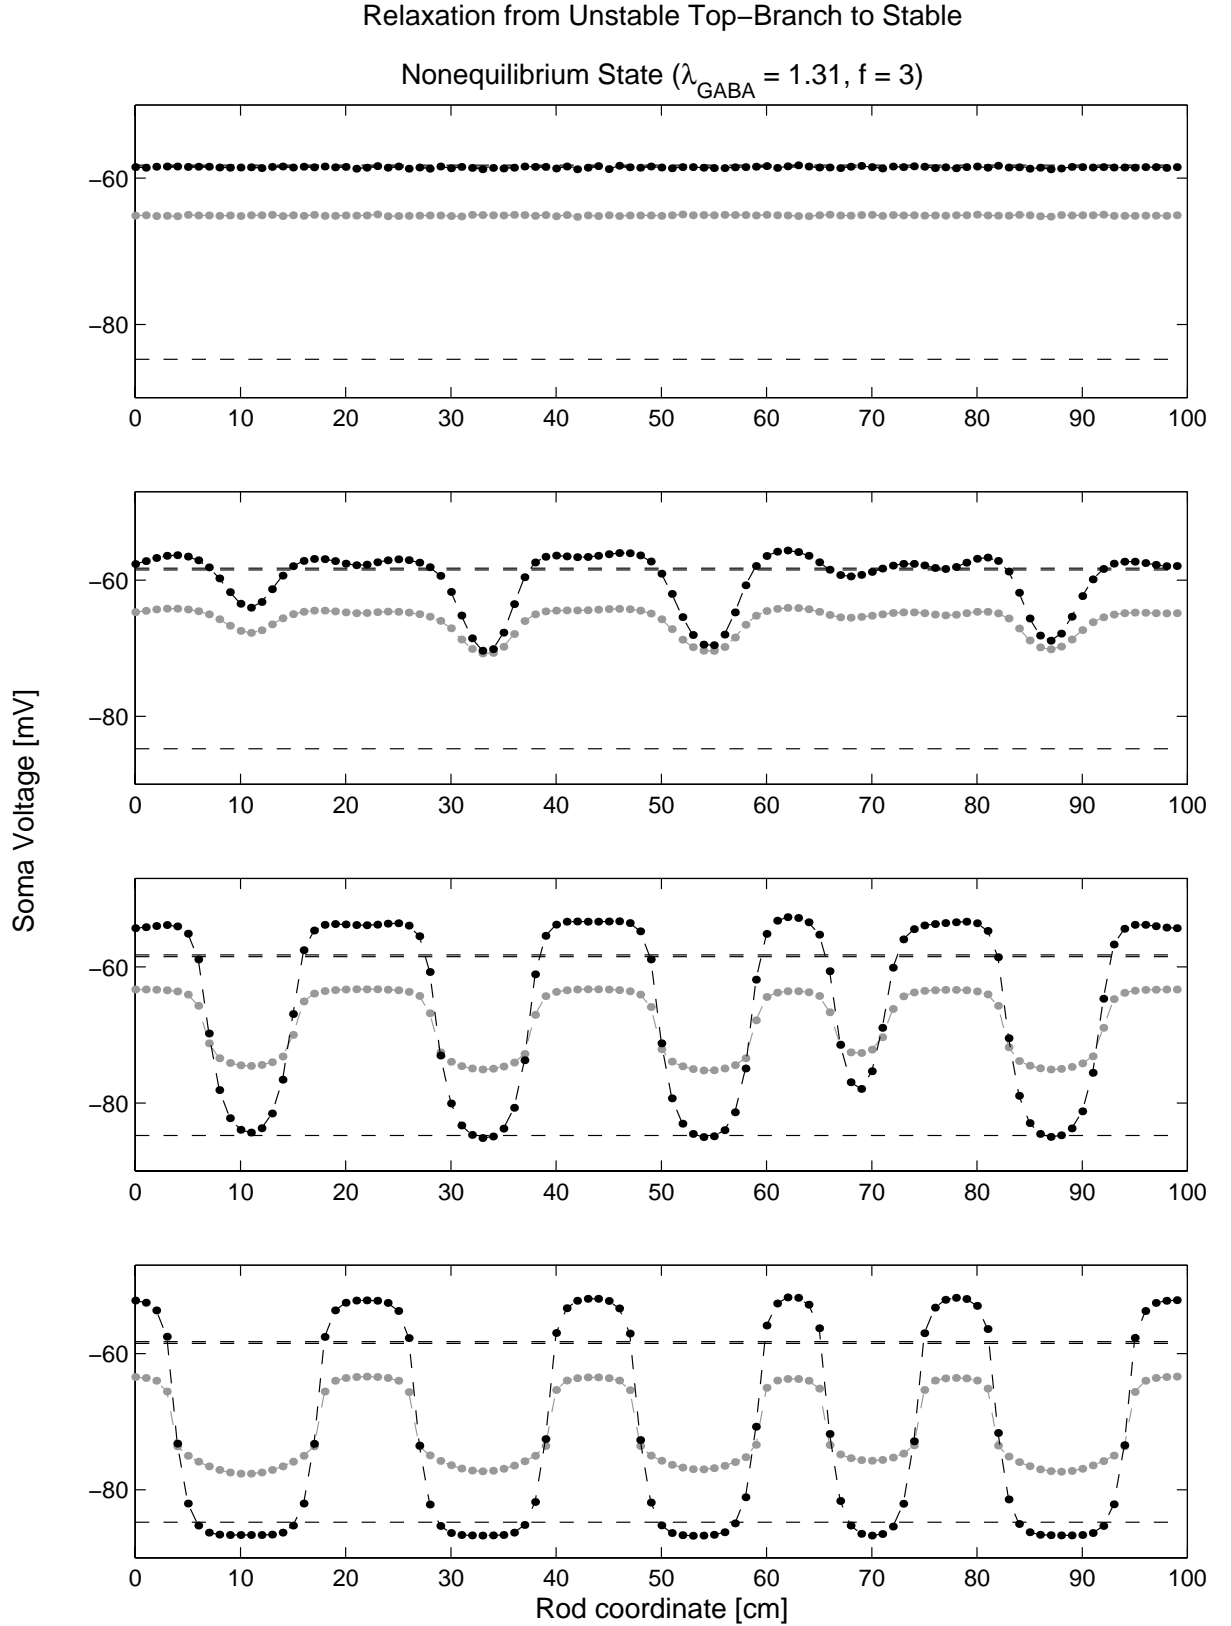 Relaxation from Unstable Top−Branch to Stable
Nonequilibrium State (λGABA = 1.31, f = 3)
−60
−80
0 10 20 30 40 50 60 70 80 90 100
−60
−80
0 10 20 30 40 50 60 70 80 90 100
Soma Voltage [mV]
−60
−80
0 10 20 30 40 50 60 70 80 90 100
−60
−80
0 10 20 30 40 50 60 70 80 90 100
Rod coordinate [cm]